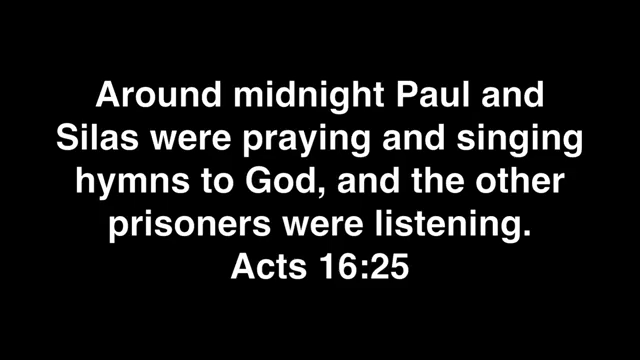 Around midnight Paul and
Silas were praying and singing
hymns to God, and the other
prisoners were listening.
Acts 16:25